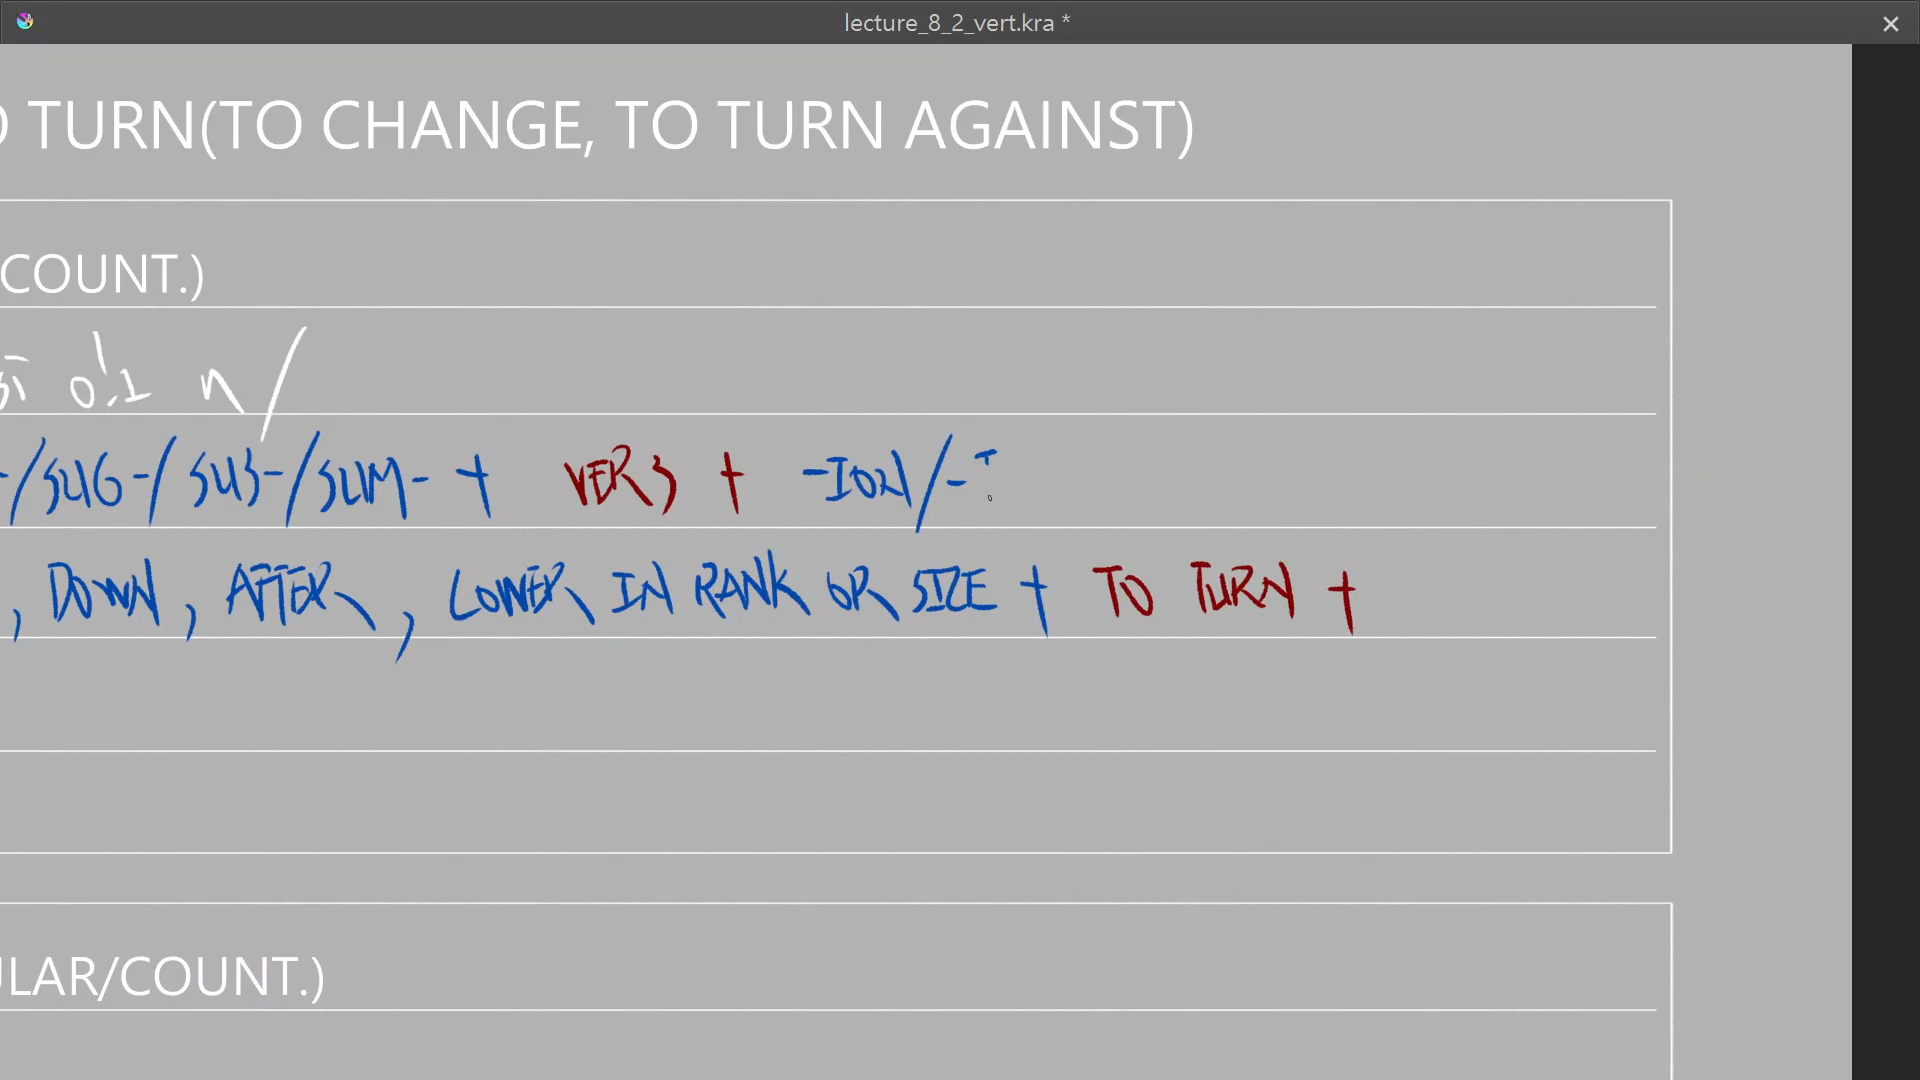 lecture_8_2_vert.kra *
TURN(TO CHANGE, TO TURN AGAINST)
COUNT.)
-/SUG-/SUS-/SUM- + VERS + -ION/-
, DOWN, AFTER, LOWER IN RANK OR SIZE + TO TURN +
LAR/COUNT.)